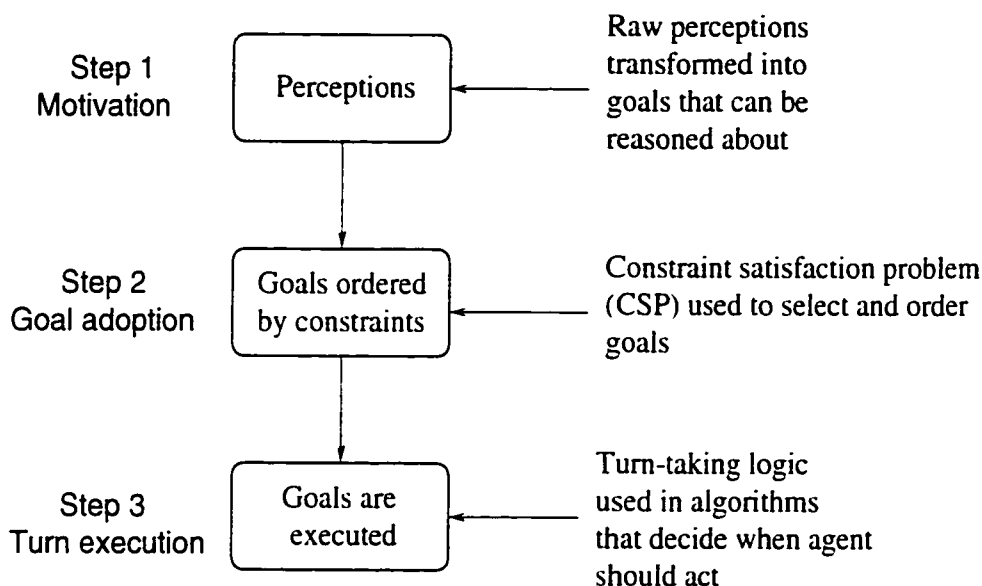 Step 1
Motivation
Perceptions
Raw perceptions
transformed into
goals that can be
reasoned about
Step 2
Goal adoption
Goals ordered
by constraints
Constraint satisfaction problem
(CSP) used to select and order
goals
Step 3
Turn execution
Goals are
executed
Turn-taking logic
used in algorithms
that decide when agent
should act